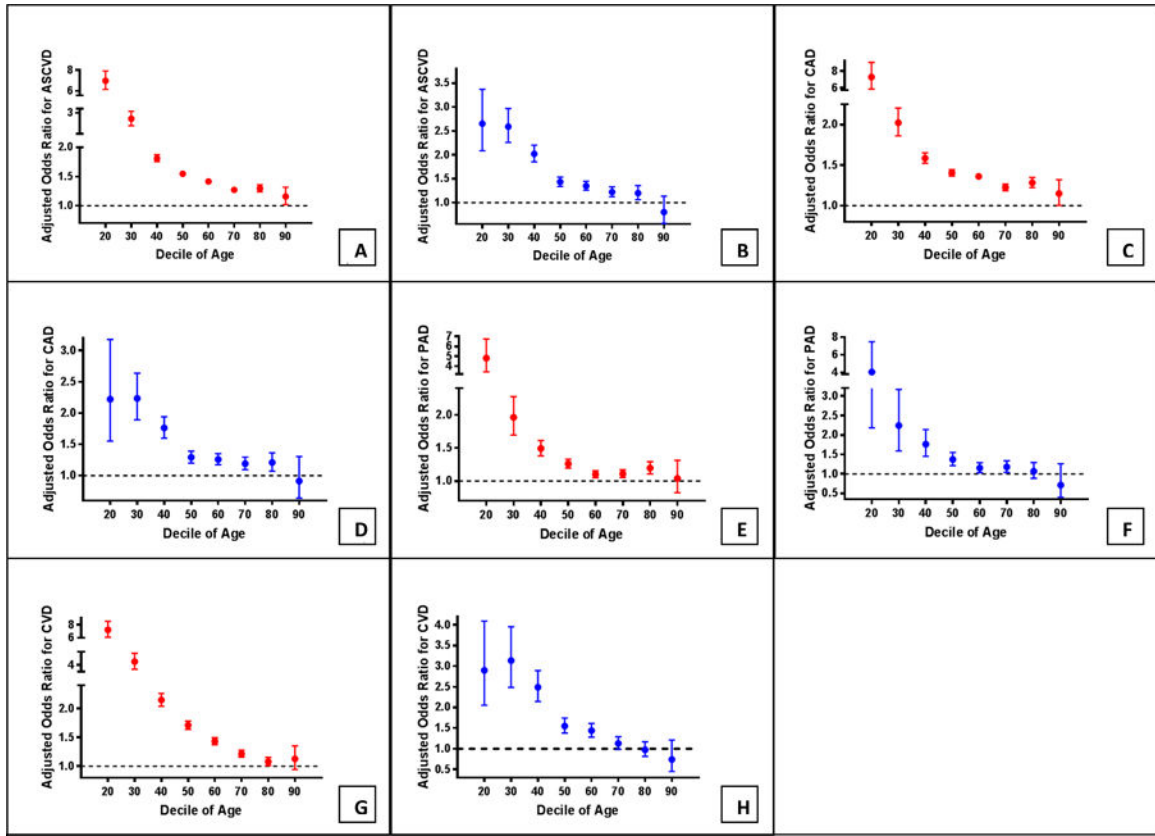 Adjusted Odds Ratio for ASCVD
8
6
3
2.0
1.5
1.0
20 30 40 50 60 70 80 90
Decile of Age
A
Adjusted Odds Ratio for ASCVD
3.5
3.0
2.5
2.0
1.5
1.0
20 30 40 50 60 70 80 90
Decile of Age
B
Adjusted Odds Ratio for CAD
8
6
2.0
1.5
1.0
20 30 40 50 60 70 80 90
Decile of Age
C
Adjusted Odds Ratio for CAD
3.0
2.5
2.0
1.5
1.0
20 30 40 50 60 70 80 90
Decile of Age
D
Adjusted Odds Ratio for PAD
7
6
5
4
2.0
1.5
1.0
20 30 40 50 60 70 80 90
Decile of Age
E
Adjusted Odds Ratio for PAD
8
6
4
3.0
2.5
2.0
1.5
1.0
0.5
20 30 40 50 60 70 80 90
Decile of Age
F
Adjusted Odds Ratio for CVD
8
6
4
2.0
1.5
1.0
20 30 40 50 60 70 80 90
Decile of Age
G
Adjusted Odds Ratio for CVD
4.0
3.5
3.0
2.5
2.0
1.5
1.0
0.5
20 30 40 50 60 70 80 90
Decile of Age
H